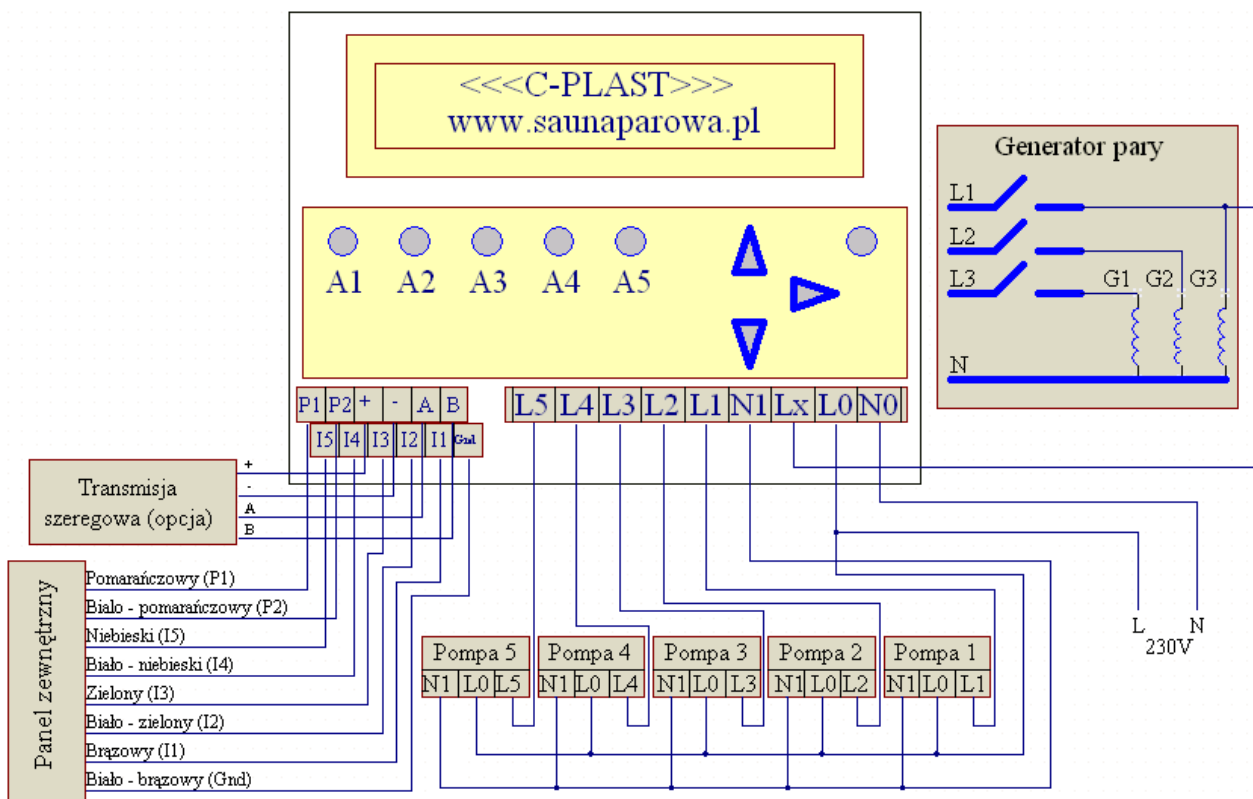 <<<C-PLAST>>>
www.saunaparowa.pl
A1 A2 A3 A4 A5
P1 P2 + - A B
I5 I4 I3 I2 I1 Gnd
L5 L4 L3 L2 L1 N1 Lx L0 N0
Generator pary
L1
L2
L3
G1 G2 G3
N
Transmisja
szeregowa (opcja)
+
-
A
B
Panel zewnętrzny
Pomarańczowy (P1)
Biało - pomarańczowy (P2)
Niebieski (I5)
Biało - niebieski (I4)
Zielony (I3)
Biało - zielony (I2)
Brązowy (I1)
Biało - brązowy (Gnd)
Pompa 5
N1 L0 L5
Pompa 4
N1 L0 L4
Pompa 3
N1 L0 L3
Pompa 2
N1 L0 L2
Pompa 1
N1 L0 L1
L N
230V